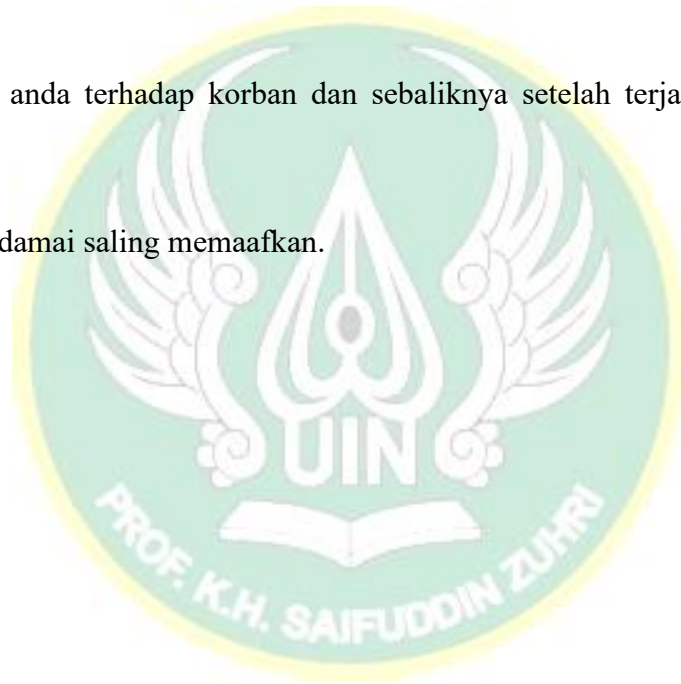 anda terhadap korban dan sebaliknya setelah terja
damai saling memaafkan.
UIN
PROF. K.H. SAIFUDDIN ZUHRI